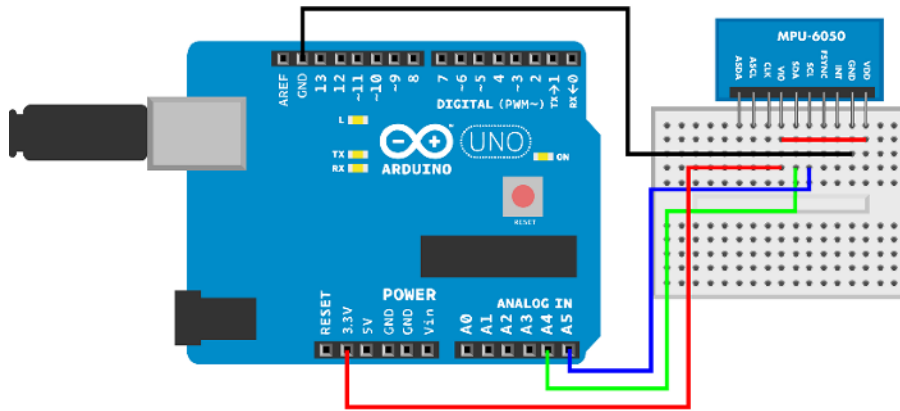 MPU-6050
ASDA
ASCL
CLK
VIO
SDA
SCL
FSYNC
INT
GND
VDD
AREF
GND
13
12
~11
~10
~9
8
7
~6
~5
4
~3
2
TX→1
RX←0
DIGITAL (PWM~)
L
TX
RX
ARDUINO
UNO
™
ON
RESET
POWER
ANALOG IN
RESET
3.3V
5V
GND
GND
Vin
A0
A1
A2
A3
A4
A5